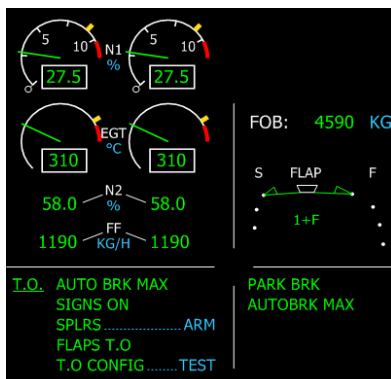 5 10 N1 5 10
0 % 0
27.5 27.5
EGT
°C
310 310
FOB: 4590 KG
S FLAP F
1+F
58.0 N2 58.0
%
1190 FF 1190
KG/H
T.O. AUTO BRK MAX
SIGNS ON
SPLRS.....................ARM
FLAPS T.O
T.O CONFIG..........TEST
PARK BRK
AUTOBRK MAX